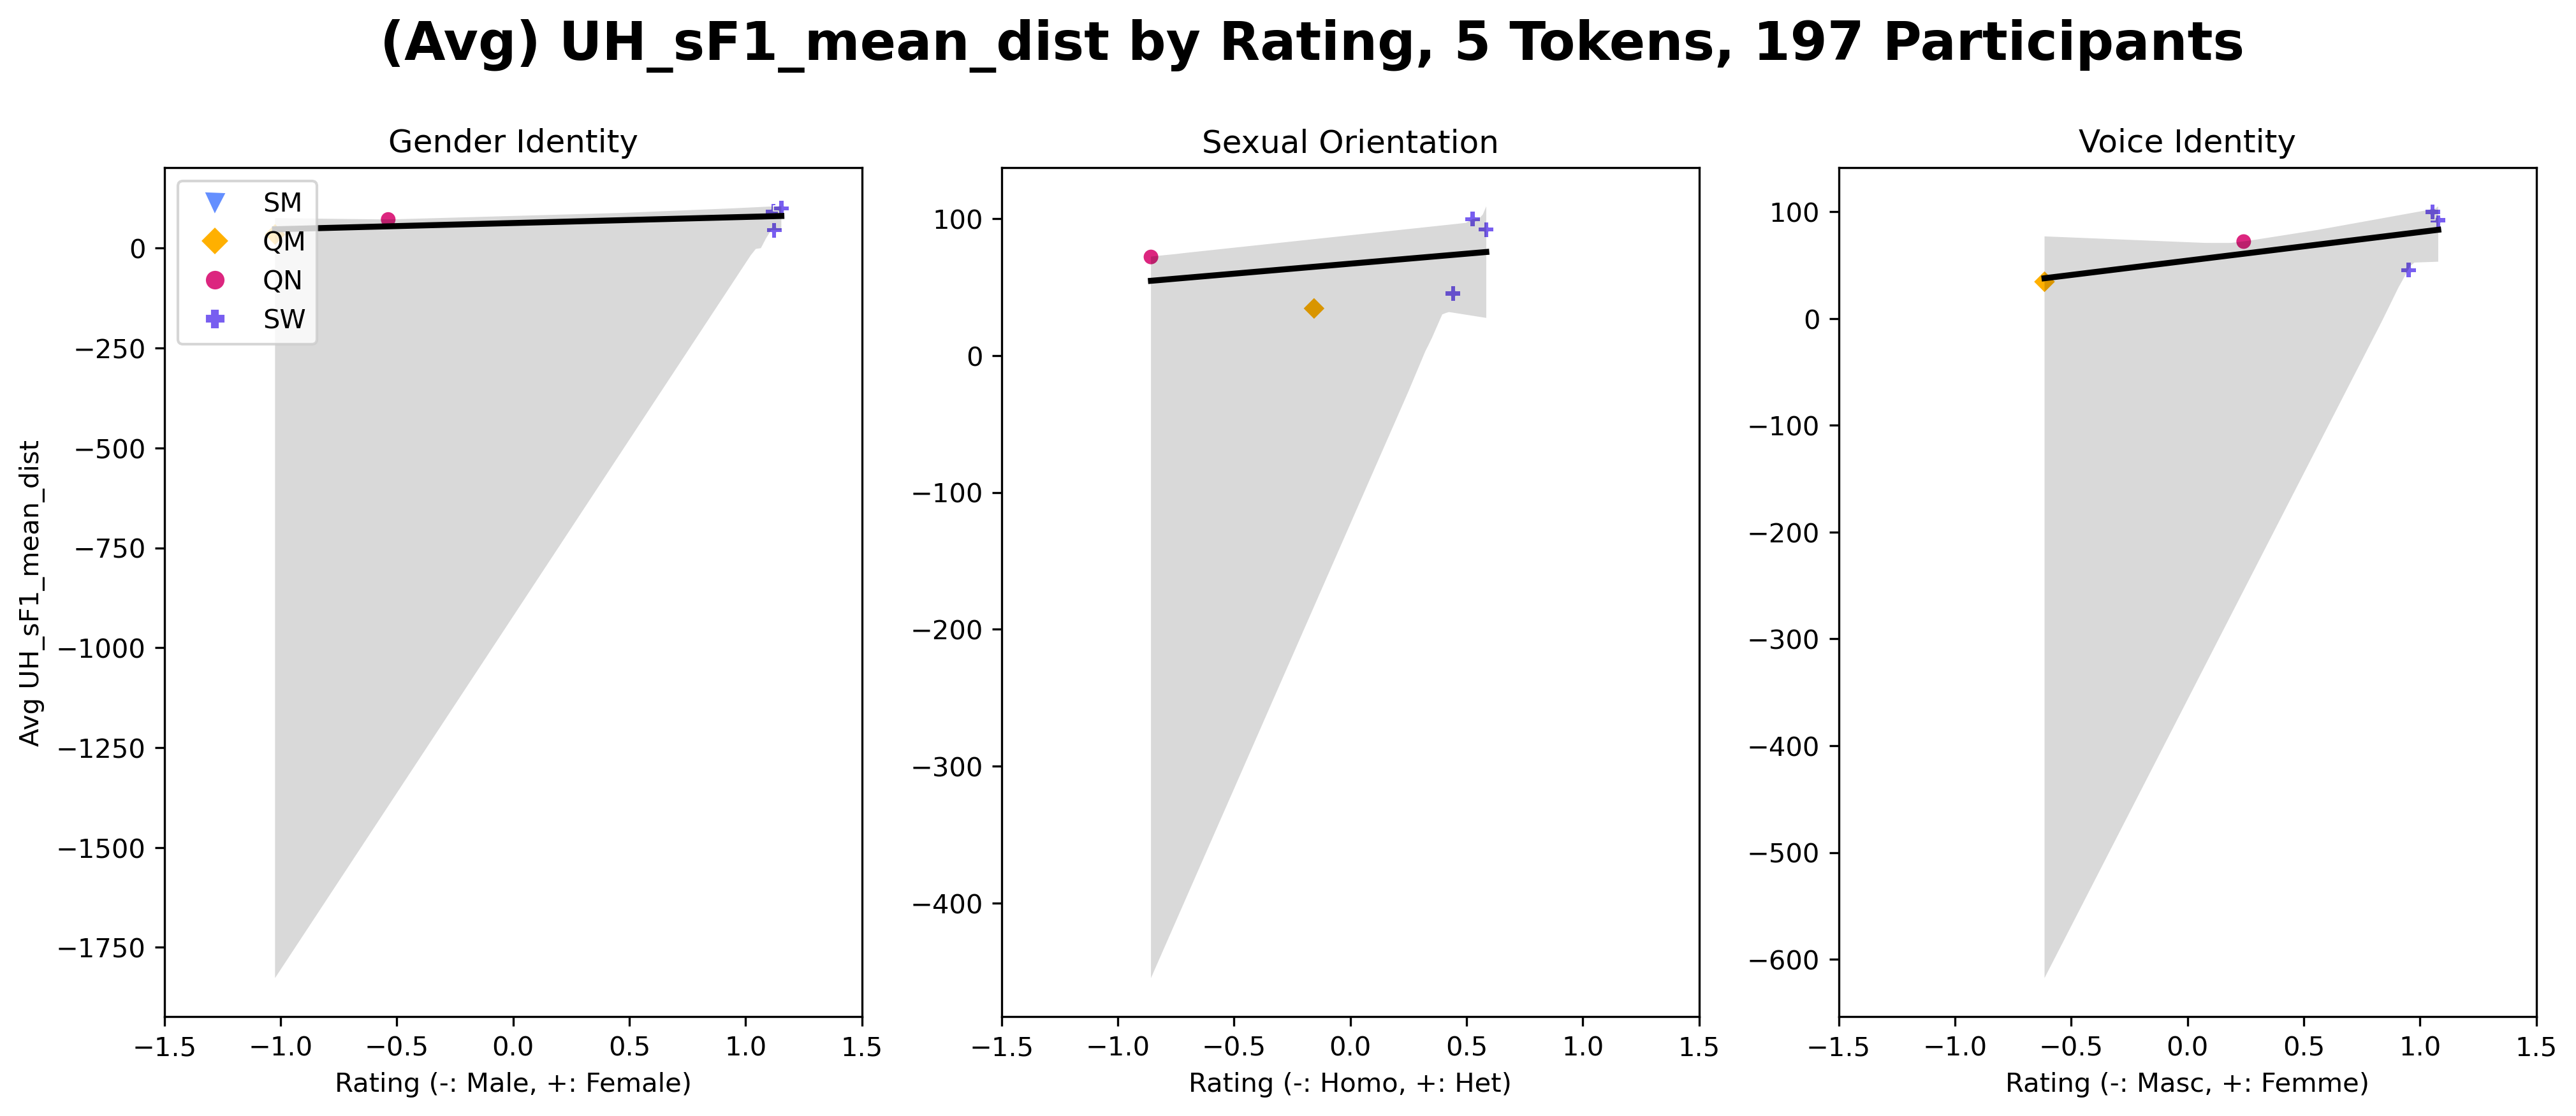 (Avg) UH_sF1_mean_dist by Rating, 5 Tokens, 197 Participants
Gender Identity
Sexual Orientation
Voice Identity
SM
QM
QN
SW
0
−250
−500
−750
−1000
−1250
−1500
−1750
Avg UH_sF1_mean_dist
−1.5 −1.0 −0.5 0.0 0.5 1.0 1.5
Rating (-: Male, +: Female)
100
0
−100
−200
−300
−400
−1.5 −1.0 −0.5 0.0 0.5 1.0 1.5
Rating (-: Homo, +: Het)
100
0
−100
−200
−300
−400
−500
−600
−1.5 −1.0 −0.5 0.0 0.5 1.0 1.5
Rating (-: Masc, +: Femme)